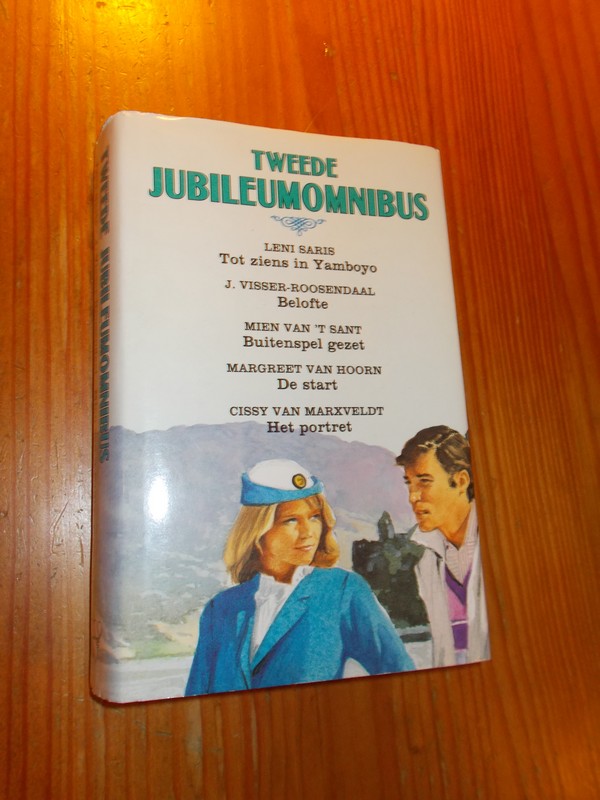 TWEEDE
JUBILEUMOMNIBUS
LENI SARIS
Tot ziens in Yamboyo
J. VISSER-ROOSENDAAL
Belofte
MIEN VAN 'T SANT
Buitenspel gezet
MARGREET VAN HOORN
De start
CISSY VAN MARXVELDT
Het portret
TWEEDE JUBILEUMOMNIBUS